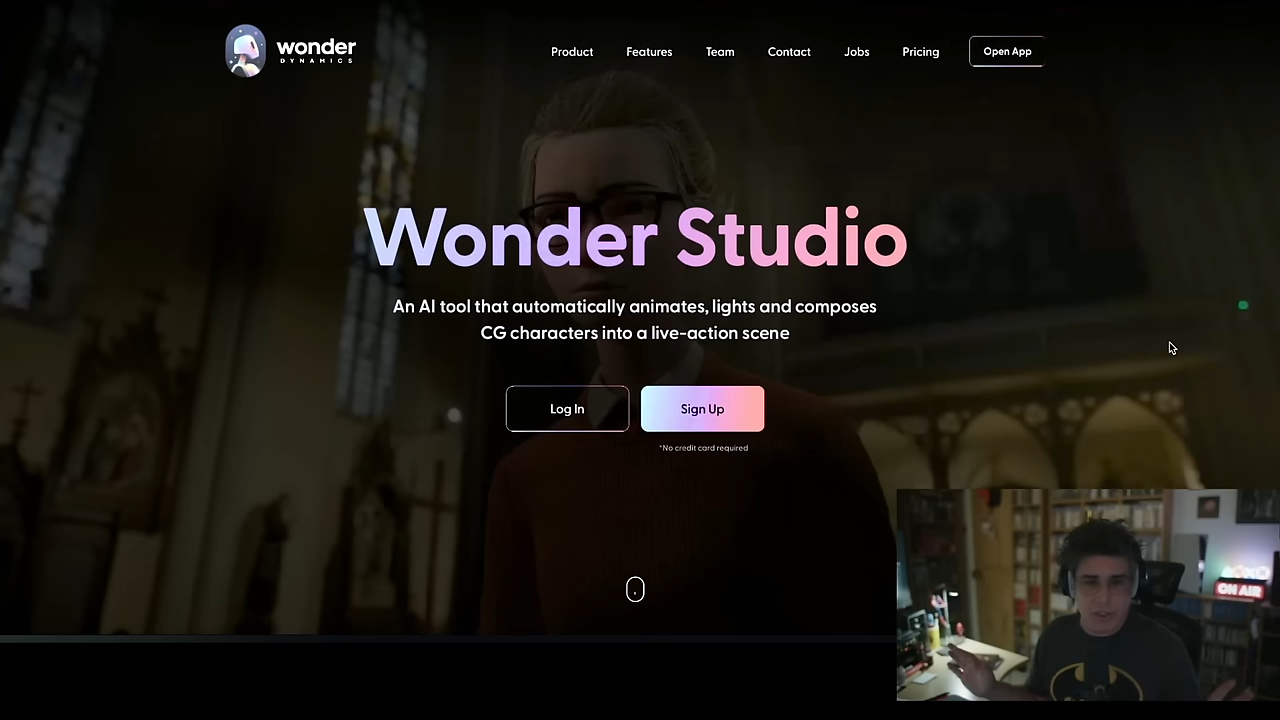 wonder
DYNAMICS
Product
Features
Team
Contact
Jobs
Pricing
Open App
Wonder Studio
An AI tool that automatically animates, lights and composes
CG characters into a live-action scene
Log In
Sign Up
*No credit card required
ON AIR